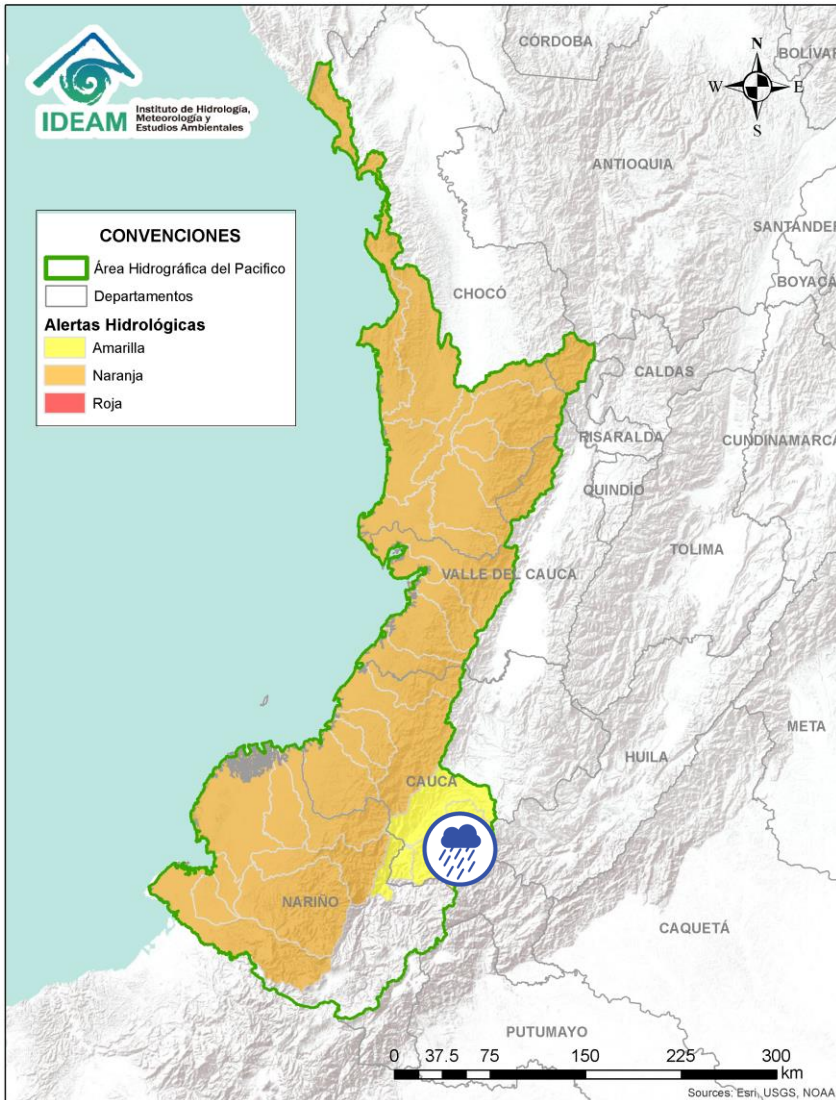 IDEAM
Instituto de Hidrología,
Meteorología y
Estudios Ambientales
CÓRDOBA
BOLÍVAR
N
W
E
S
ANTIOQUIA
SANTANDER
BOYACÁ
CONVENCIONES
Área Hidrográfica del Pacifico
Departamentos
Alertas Hidrológicas
Amarilla
Naranja
Roja
CHOCÓ
CALDAS
RISARALDA
CUNDINAMARCA
QUINDÍO
TOLIMA
VALLE DEL CAUCA
META
HUILA
CAUCA
NARIÑO
CAQUETÁ
PUTUMAYO
0 37.5 75 150 225 300
km
Sources: Esri, USGS, NOAA